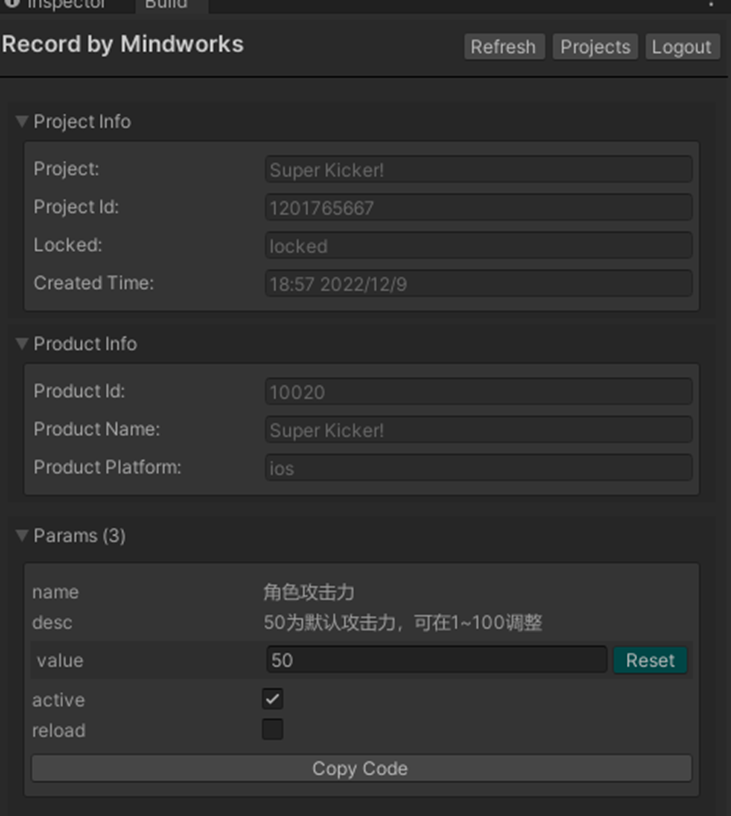 Inspector Build
Record by Mindworks Refresh Projects Logout
Project Info
Project: Super Kicker!
Project Id: 1201765667
Locked: locked
Created Time: 18:57 2022/12/9
Product Info
Product Id: 10020
Product Name: Super Kicker!
Product Platform: ios
Params (3)
name 角色攻击力
desc 50为默认攻击力，可在1~100调整
value 50 Reset
active
reload
Copy Code